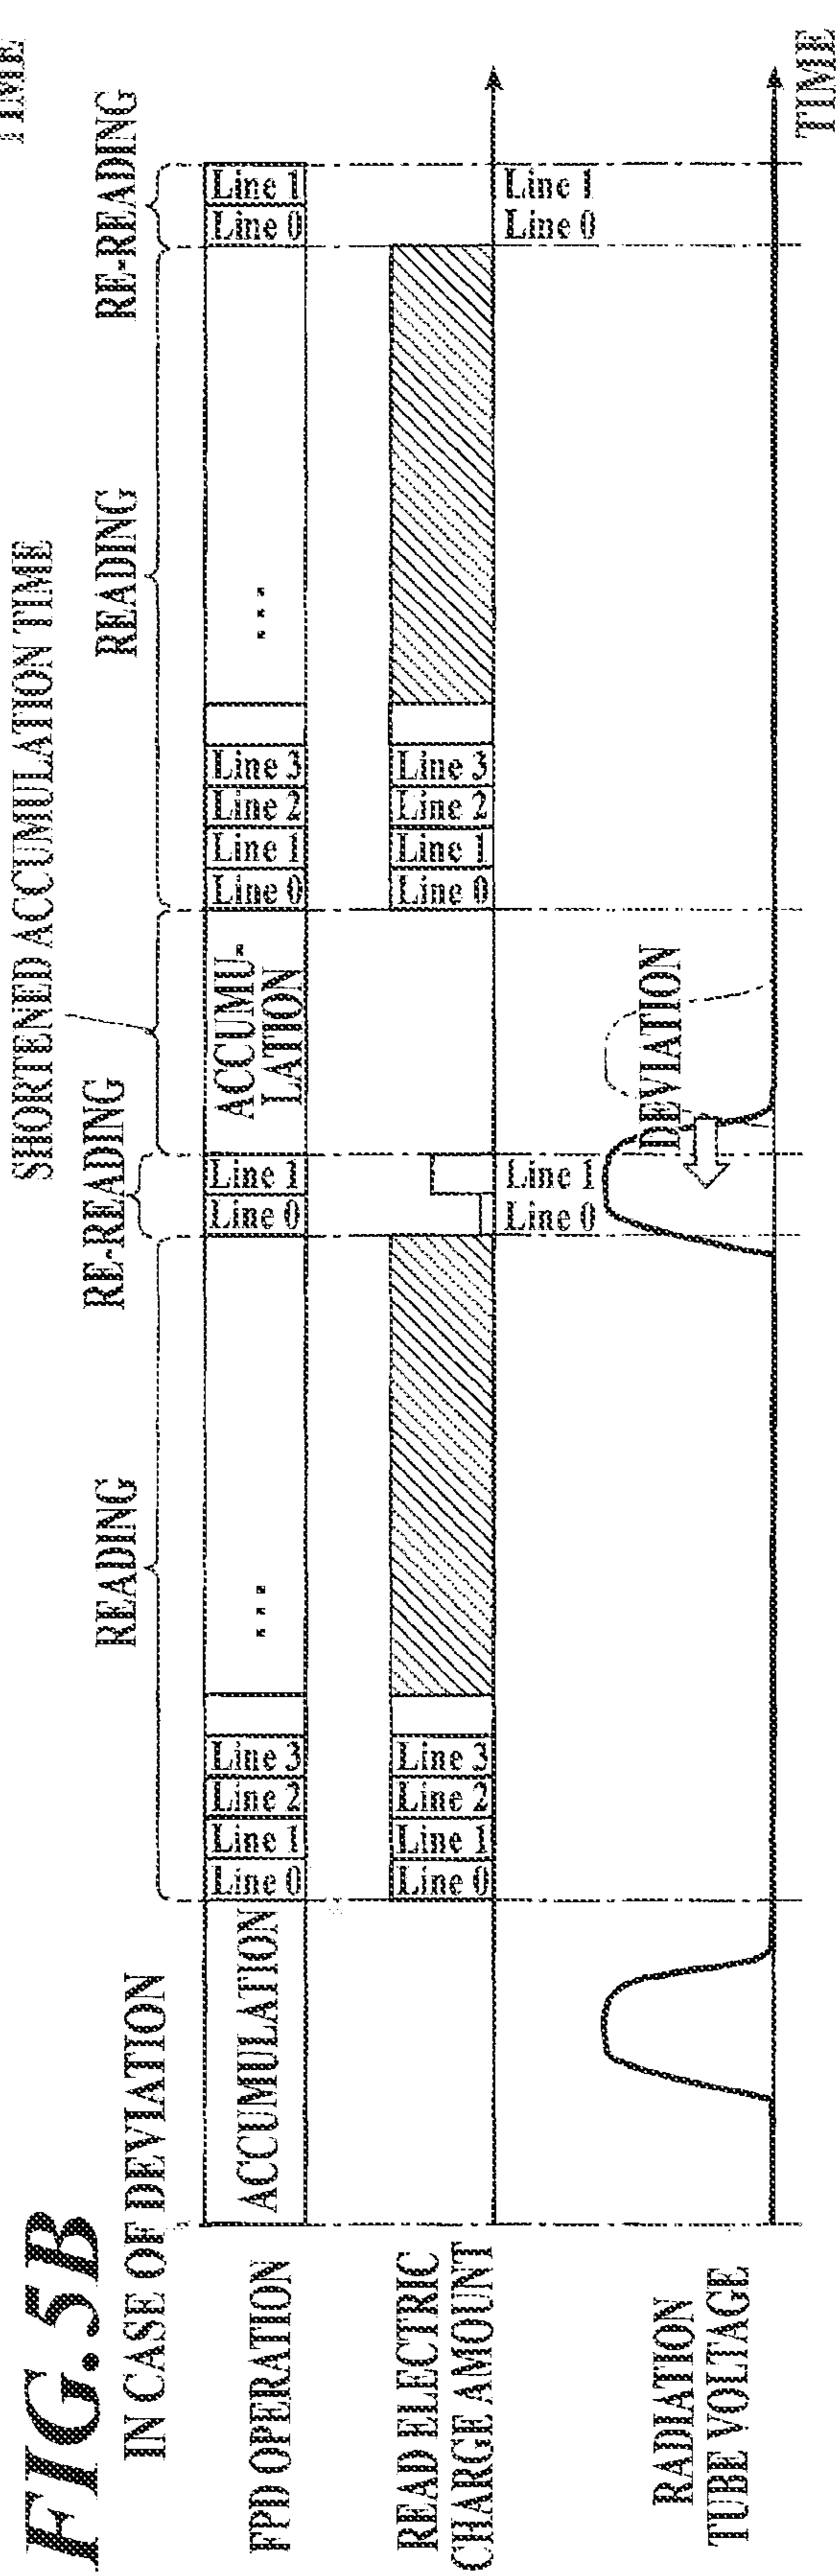 TIME
FIG.5B
IN CASE OF DEVIATION
SHORTENED ACCUMULATION TIME
READING
RE-READING
READING
RE-READING
FPD OPERATION
ACCUMULATION
Line 0
Line 1
Line 2
Line 3
...
Line 0
Line 1
ACCUMU-
LATION
Line 0
Line 1
Line 2
Line 3
...
Line 0
Line 1
READ ELECTRIC
CHARGE AMOUNT
Line 0
Line 1
Line 2
Line 3
Line 0
Line 1
Line 0
Line 1
Line 2
Line 3
Line 0
Line 1
RADIATION
TUBE VOLTAGE
DEVIATION
TIME